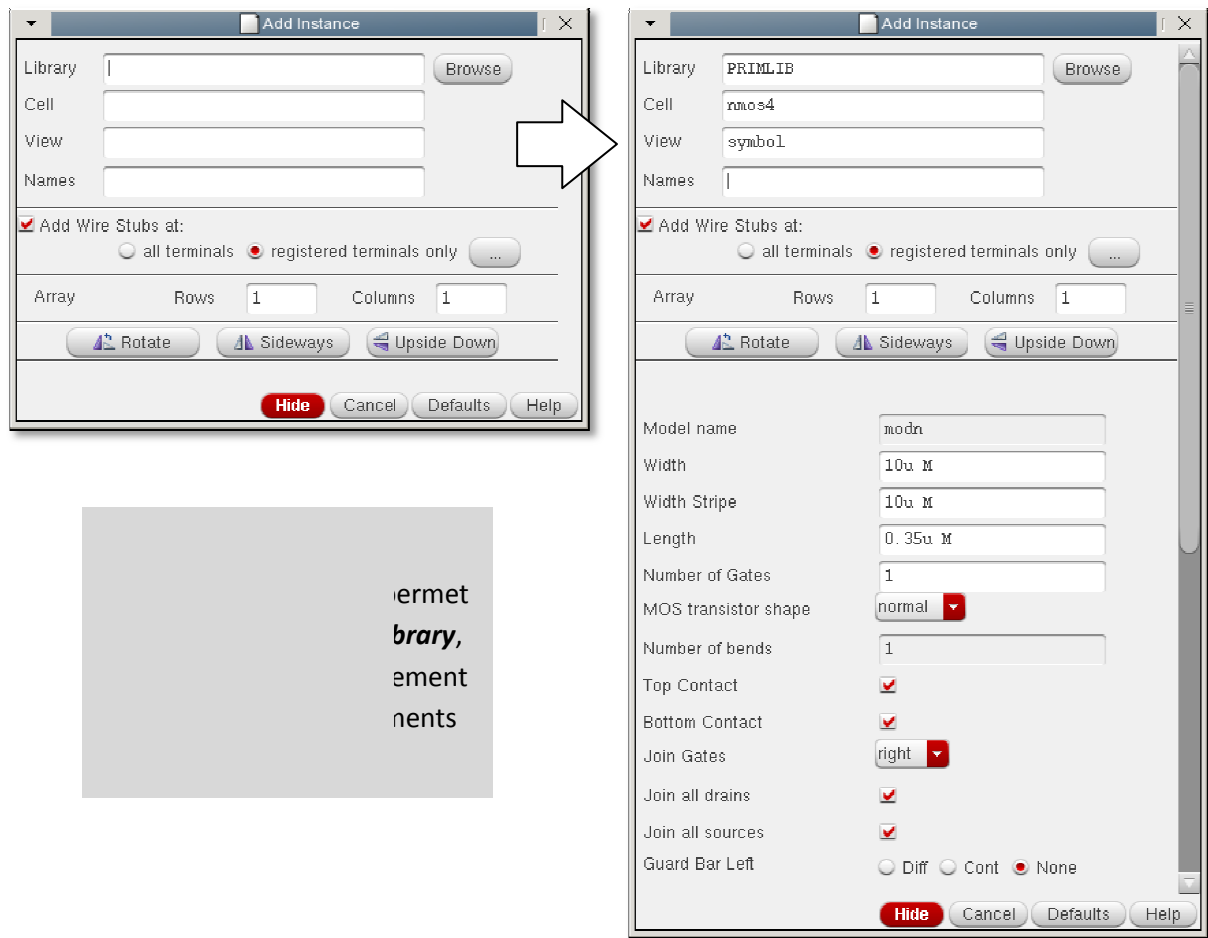 Add Instance
Library
Browse
Cell
View
Names
Add Wire Stubs at:
all terminals registered terminals only ...
Array Rows 1 Columns 1
Rotate Sideways Upside Down
Hide Cancel Defaults Help
Add Instance
Library PRIMLIB Browse
Cell nmos4
View symbol
Names
Add Wire Stubs at:
all terminals registered terminals only ...
Array Rows 1 Columns 1
Rotate Sideways Upside Down
Model name modn
Width 10u M
Width Stripe 10u M
Length 0.35u M
Number of Gates 1
MOS transistor shape normal
Number of bends 1
Top Contact
Bottom Contact
Join Gates right
Join all drains
Join all sources
Guard Bar Left Diff Cont None
Hide Cancel Defaults Help